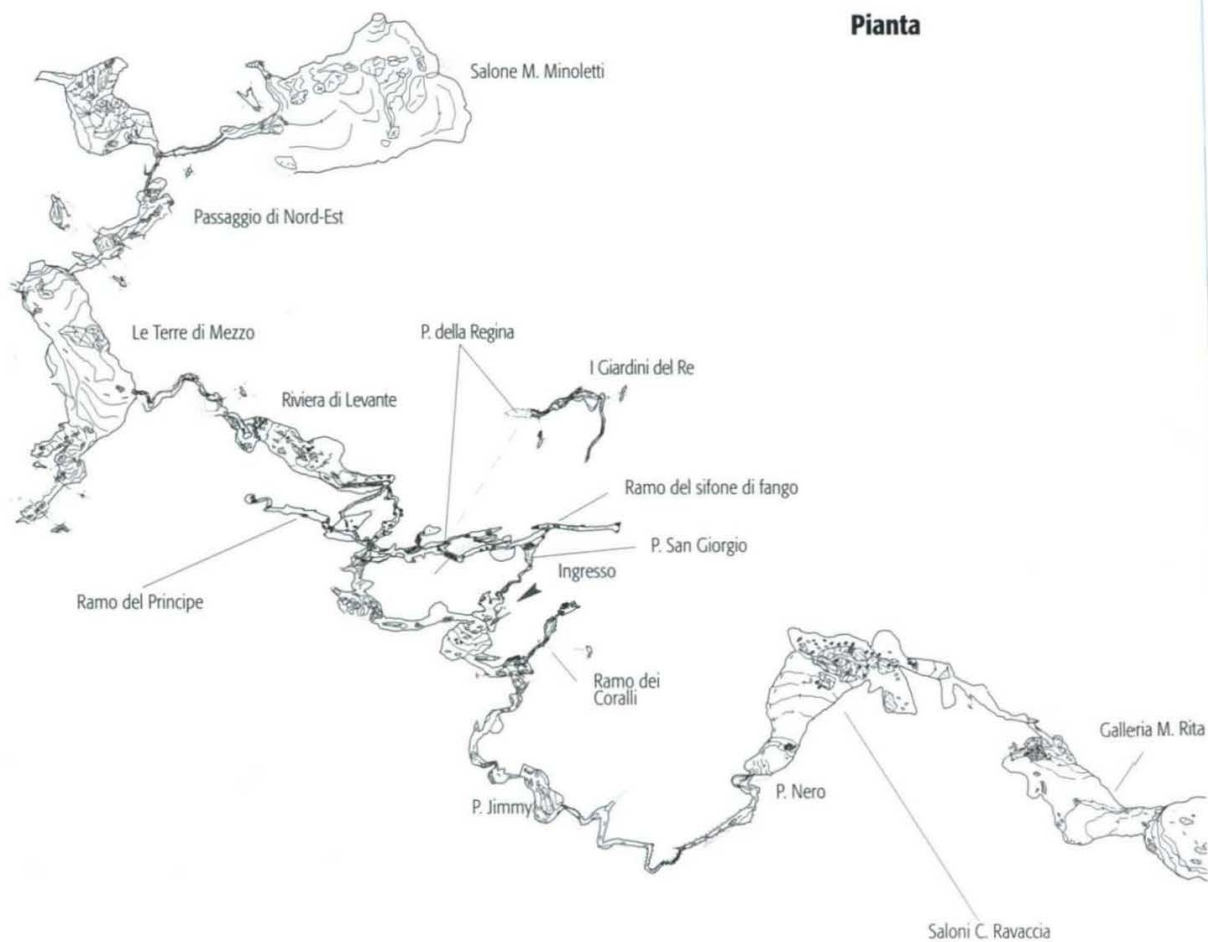 Pianta
Salone M. Minoletti
Passaggio di Nord-Est
Le Terre di Mezzo
P. della Regina
I Giardini del Re
Riviera di Levante
Ramo del sifone di fango
P. San Giorgio
Ingresso
Ramo del Principe
Ramo dei
Coralli
Galleria M. Rita
P. Jimmy
P. Nero
Saloni C. Ravaccia